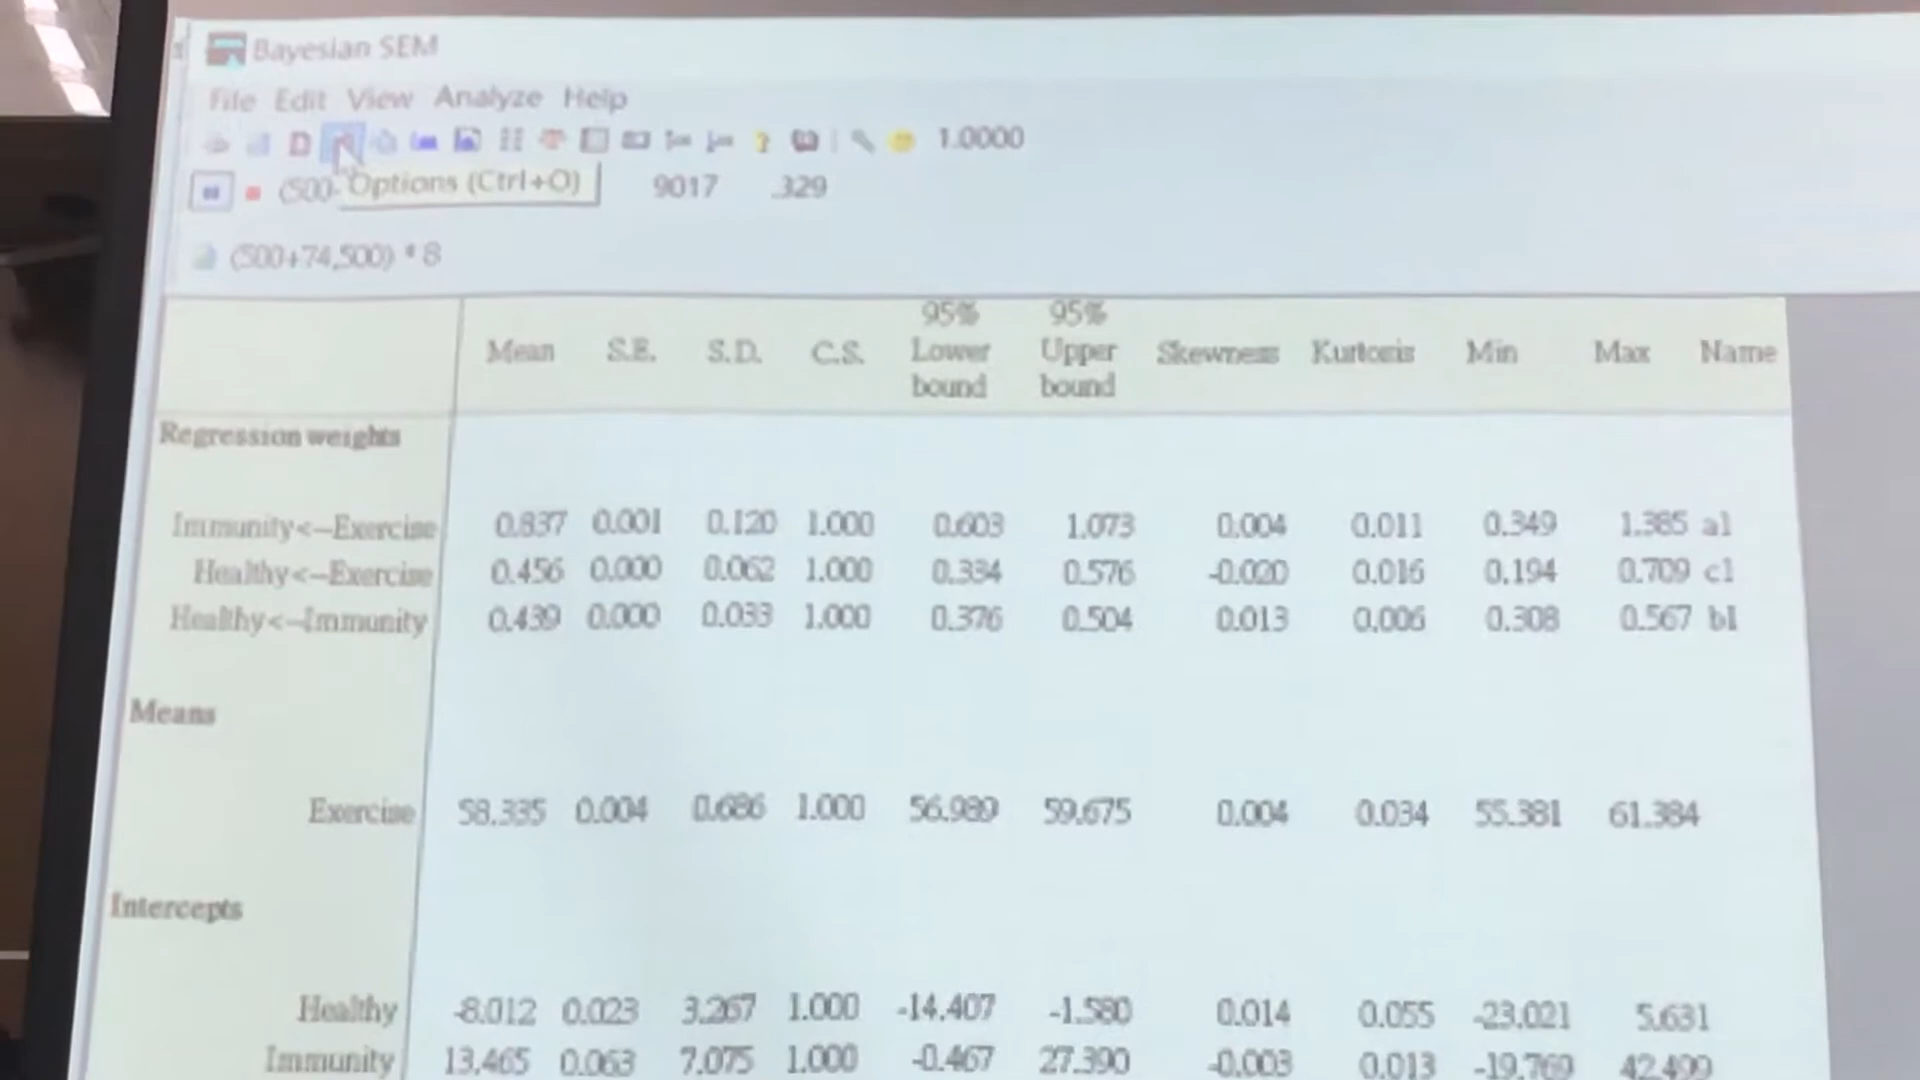 Bayesian SEM
File Edit View Analyze Help
1.0000
(500- Options (Ctrl+O) 9017 .329
(500+74,500) * 8
Mean S.E. S.D. C.S. 95% Lower bound 95% Upper bound Skewness Kurtosis Min Max Name
Regression weights
Immunity<--Exercise 0.837 0.001 0.120 1.000 0.603 1.073 0.004 0.011 0.349 1.385 a1
Healthy<--Exercise 0.456 0.000 0.062 1.000 0.334 0.576 -0.020 0.016 0.194 0.709 c1
Healthy<--Immunity 0.439 0.000 0.033 1.000 0.376 0.504 0.013 0.006 0.308 0.567 b1
Means
Exercise 58.335 0.004 0.686 1.000 56.989 59.675 0.004 0.034 55.381 61.384
Intercepts
Healthy -8.012 0.023 3.267 1.000 -14.407 -1.580 0.014 0.055 -23.021 5.631
Immunity 13.465 0.063 7.075 1.000 -0.467 27.390 -0.003 0.013 -19.769 42.499